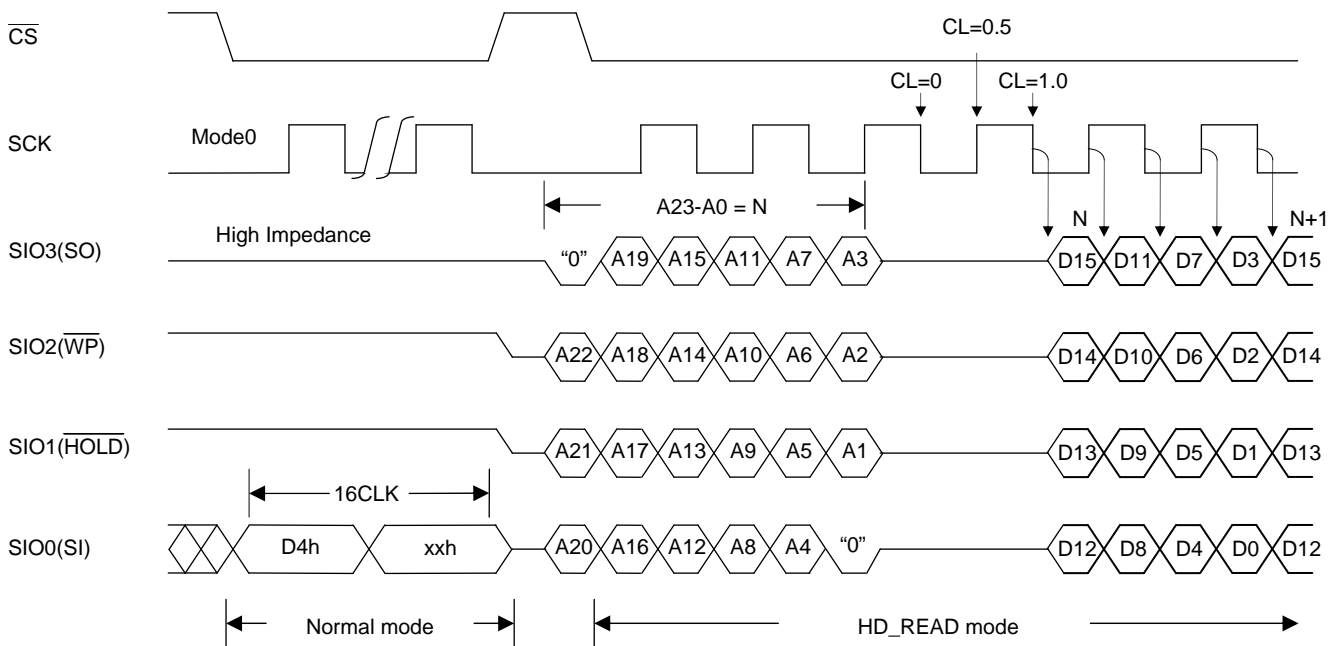 CS
CL=0.5
CL=0
CL=1.0
SCK
Mode0
A23-A0 = N
N
N+1
SIO3(SO)
High Impedance
“0” A19 A15 A11 A7 A3 D15 D11 D7 D3 D15
SIO2(WP)
A22 A18 A14 A10 A6 A2 D14 D10 D6 D2 D14
SIO1(HOLD)
A21 A17 A13 A9 A5 A1 D13 D9 D5 D1 D13
16CLK
SIO0(SI)
D4h xxh A20 A16 A12 A8 A4 “0” D12 D8 D4 D0 D12
Normal mode
HD_READ mode